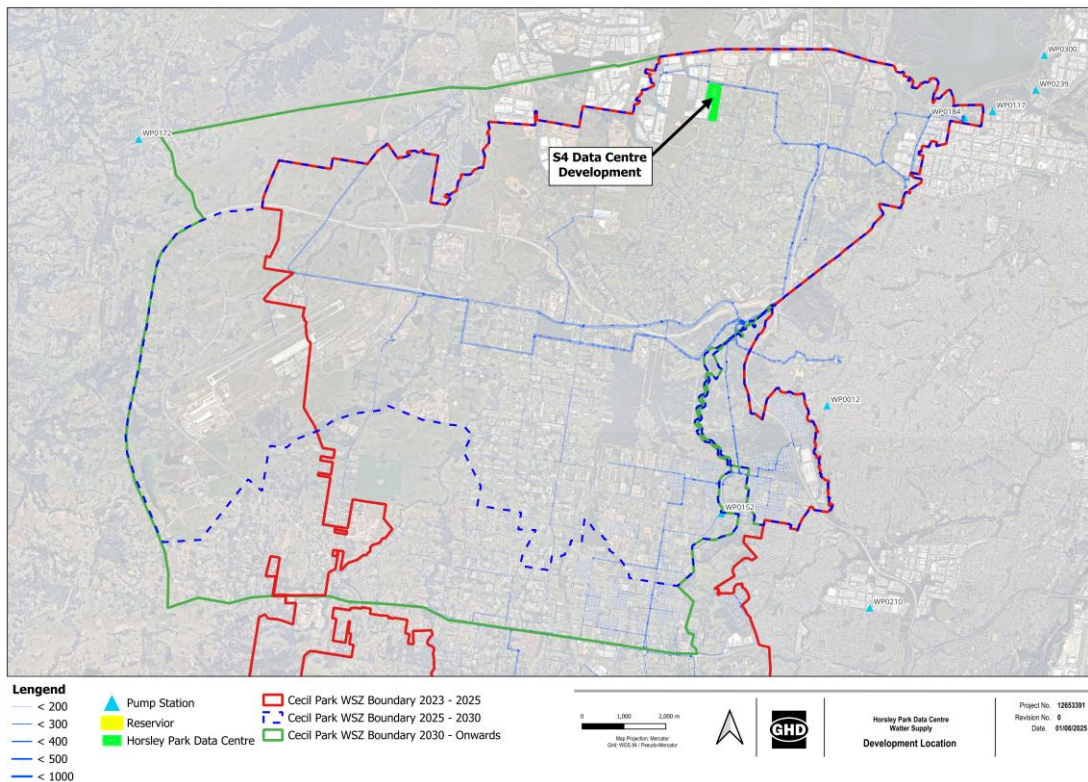 WP0300
WP0239
WP0184
WP0117
WP0172
S4 Data Centre
Development
WP0012
WP0152
WP0210
Lengend
< 200
< 300
< 400
< 500
< 1000
Pump Station
Reservior
Horsley Park Data Centre
Cecil Park WSZ Boundary 2023 - 2025
Cecil Park WSZ Boundary 2025 - 2030
Cecil Park WSZ Boundary 2030 - Onwards
0 1,000 2,000 m
Map Projection: Mercator
Grid: WGS 84 / Pseudo-Mercator
GHD
Horsley Park Data Centre
Watter Supply
Development Location
Project No. 12653391
Revision No. 0
Date. 01/08/2025